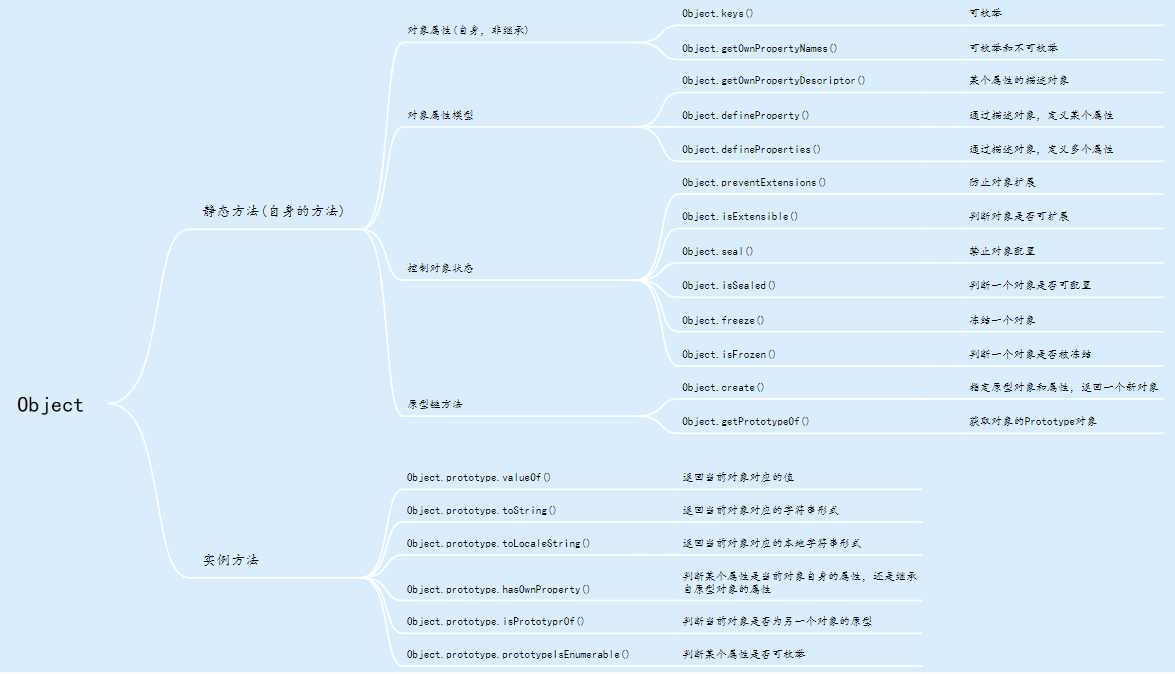 Object
静态方法(自身的方法)
对象属性(自身, 非继承)
Object.keys() 可枚举
Object.getOwnPropertyNames() 可枚举和不可枚举
对象属性模型
Object.getOwnPropertyDescriptor() 某个属性的描述对象
Object.defineProperty() 通过描述对象, 定义某个属性
Object.defineProperties() 通过描述对象, 定义多个属性
控制对象状态
Object.preventExtensions() 防止对象扩展
Object.isExtensible() 判断对象是否可扩展
Object.seal() 禁止对象配置
Object.isSealed() 判断一个对象是否可配置
Object.freeze() 冻结一个对象
Object.isFrozen() 判断一个对象是否被冻结
原型链方法
Object.create() 指定原型对象和属性, 返回一个新对象
Object.getPrototypeOf() 获取对象的Prototype对象
实例方法
Object.prototype.valueOf() 返回当前对象对应的值
Object.prototype.toString() 返回当前对象对应的字符串形式
Object.prototype.toLocaleString() 返回当前对象对应的本地字符串形式
Object.prototype.hasOwnProperty() 判断某个属性是当前对象自身的属性, 还是继承
自原型对象的属性
Object.prototype.isPrototyprOf() 判断当前对象是否为另一个对象的原型
Object.prototype.prototypeIsEnumerable() 判断某个属性是否可枚举